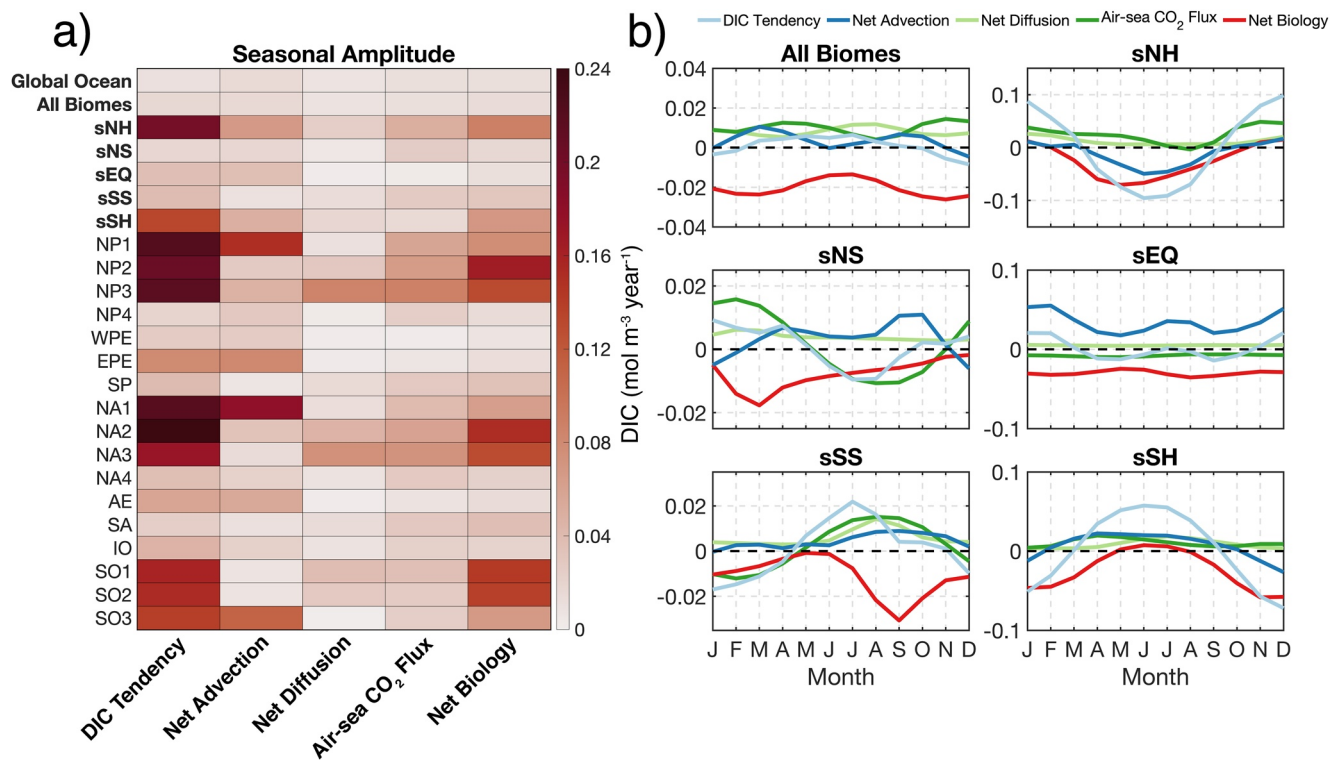 a)
Seasonal Amplitude
Global Ocean
All Biomes
sNH
sNS
sEQ
sSS
sSH
NP1
NP2
NP3
NP4
WPE
EPE
SP
NA1
NA2
NA3
NA4
AE
SA
IO
SO1
SO2
SO3
DIC Tendency
Net Advection
Net Diffusion
Air-sea CO₂ Flux
Net Biology
0.24
0.2
0.16
0.12
0.08
0.04
0
DIC (mol m⁻³ year⁻¹)
b)
DIC Tendency Net Advection Net Diffusion Air-sea CO₂ Flux Net Biology
All Biomes
0.04
0.02
0
-0.02
-0.04
sNH
0.1
0
-0.1
sNS
0.02
0
-0.02
sEQ
0.1
0
-0.1
sSS
0.02
0
-0.02
J F M A M J J A S O N D
Month
sSH
0.1
0
-0.1
J F M A M J J A S O N D
Month